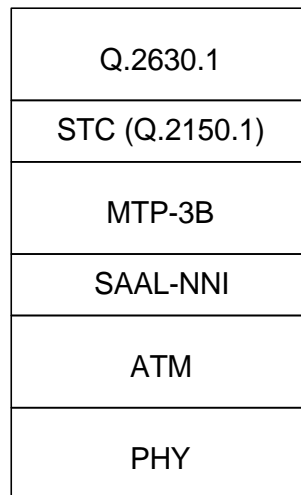 Q.2630.1
STC (Q.2150.1)
MTP-3B
SAAL-NNI
ATM
PHY